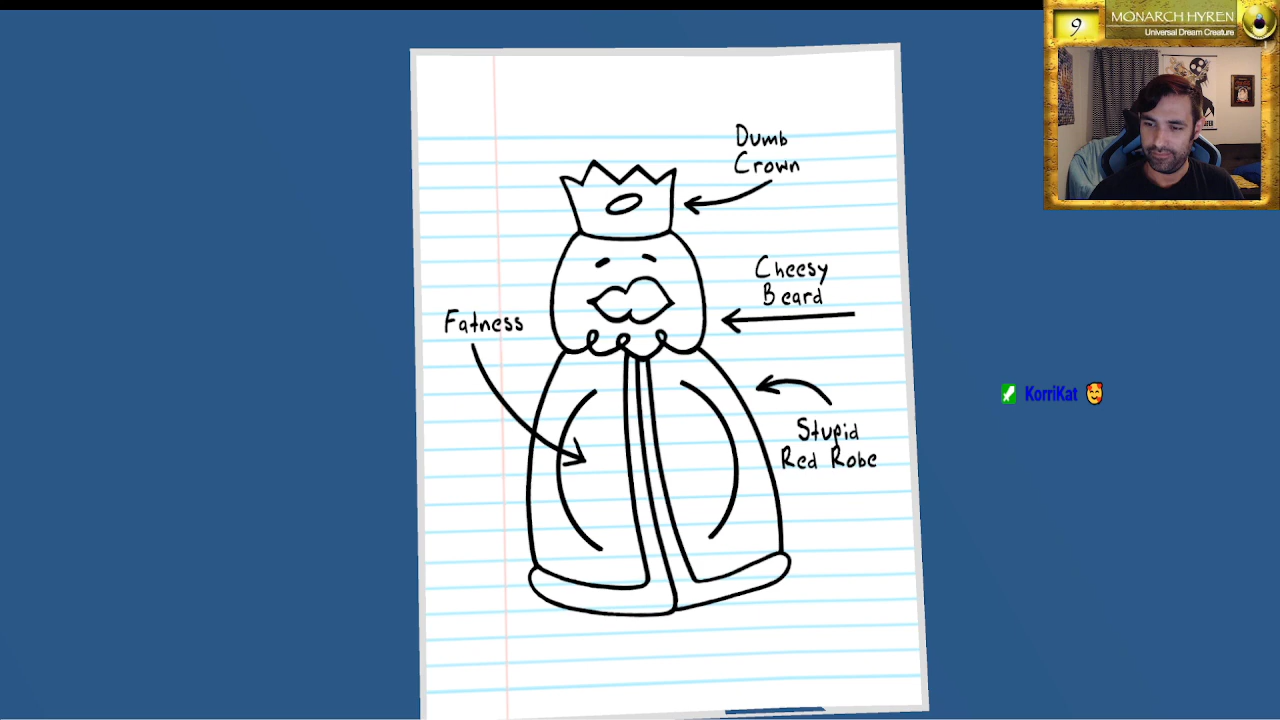 9
MONARCH HYREN
Universal Dream Creature
Dumb
Crown
Cheesy
Beard
Fatness
Stupid
Red Robe
KorriKat